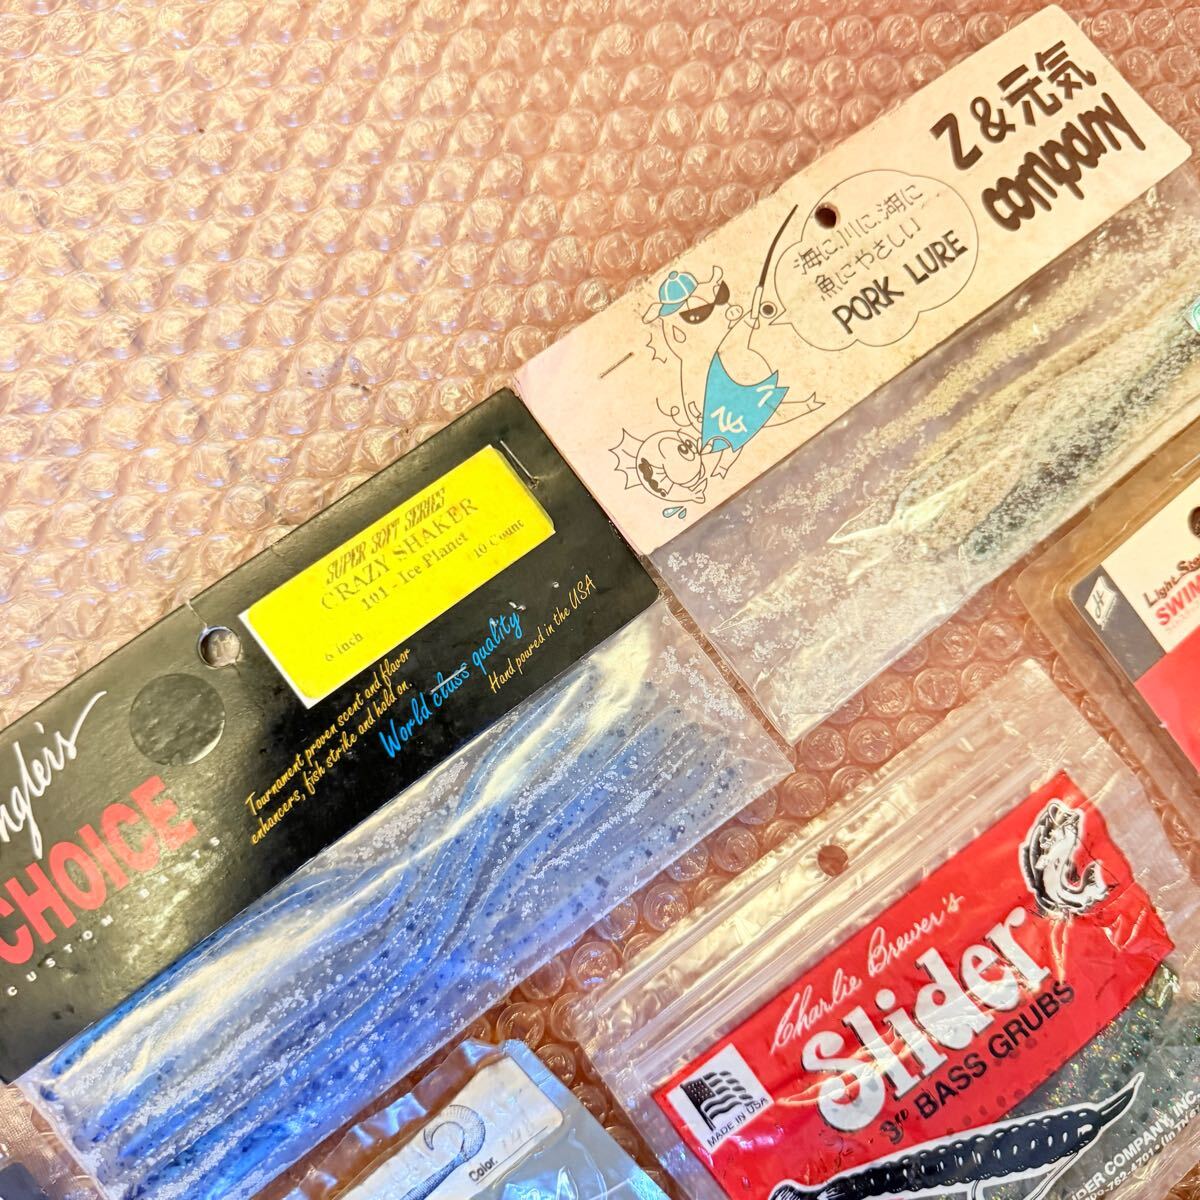 Z&元気
company
海に.川に.湖に
魚にやさしい
PORK LURE
SUPER SOFT SERIES
CRAZY SHAKER
101 - Ice Planet
6 inch 10 Count
Tournament proven scent and flavor
enhancers, fish strike and hold on.
World class quality
Hand poured in the USA
CHOICE
CUSTOM BAITS
Charlie Brewer's
Slider
3" BASS GRUBS
MADE IN USA
Color